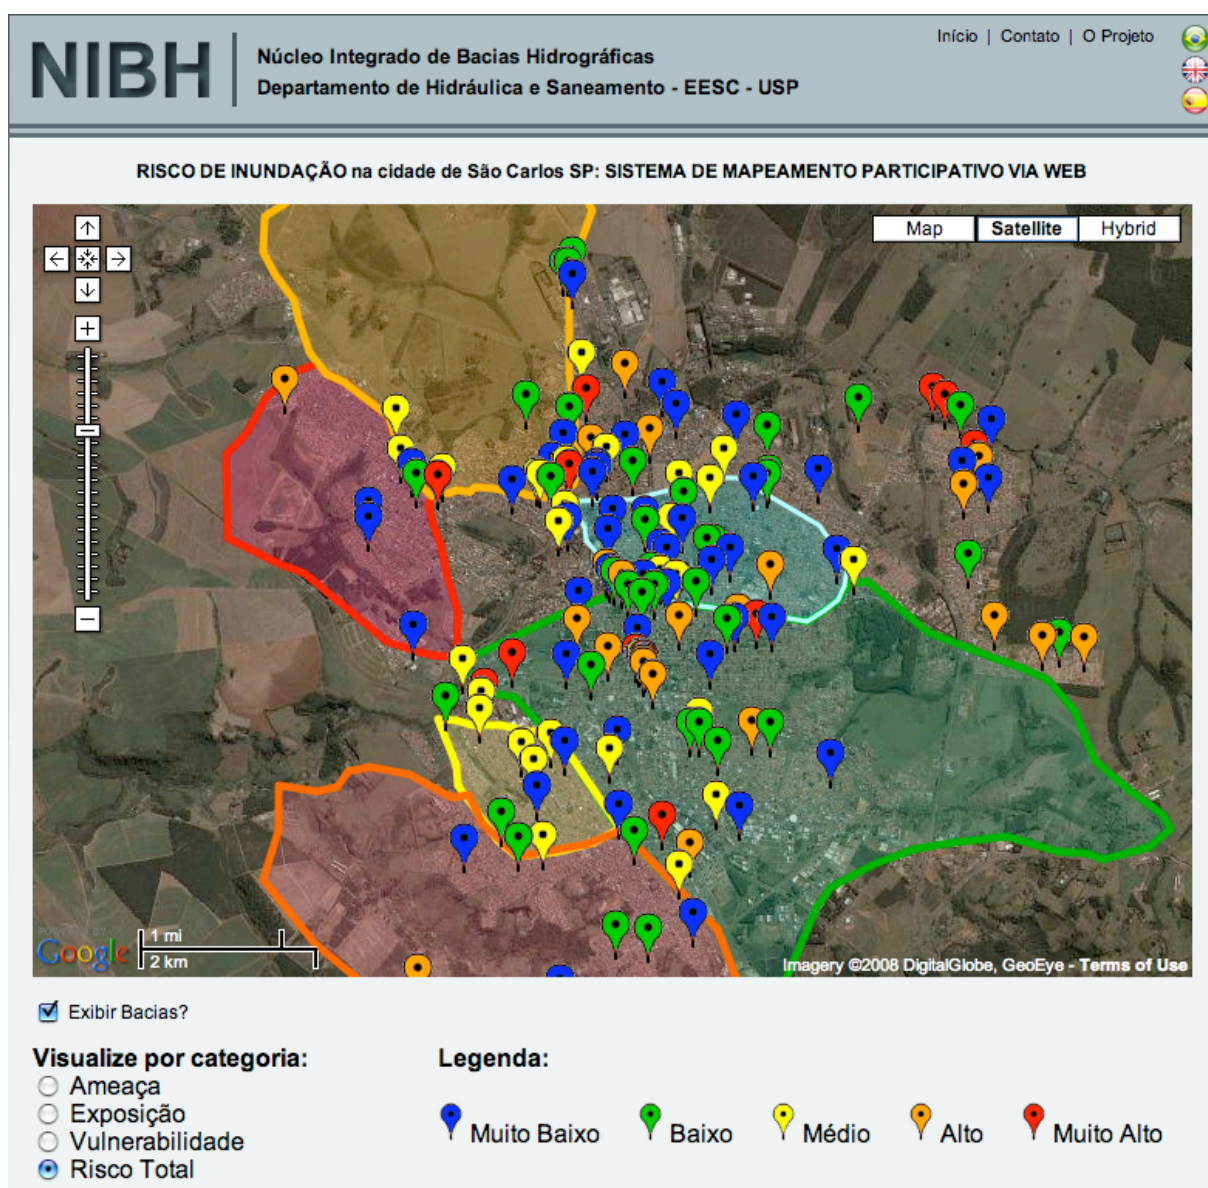 NIBH
Núcleo Integrado de Bacias Hidrográficas
Departamento de Hidráulica e Saneamento - EESC - USP
Início | Contato | O Projeto
RISCO DE INUNDAÇÃO na cidade de São Carlos SP: SISTEMA DE MAPEAMENTO PARTICIPATIVO VIA WEB
Map Satellite Hybrid
POWERED BY
Google
1 mi
2 km
Imagery ©2008 DigitalGlobe, GeoEye - Terms of Use
Exibir Bacias?
Visualize por categoria:
Ameaça
Exposição
Vulnerabilidade
Risco Total
Legenda:
Muito Baixo Baixo Médio Alto Muito Alto